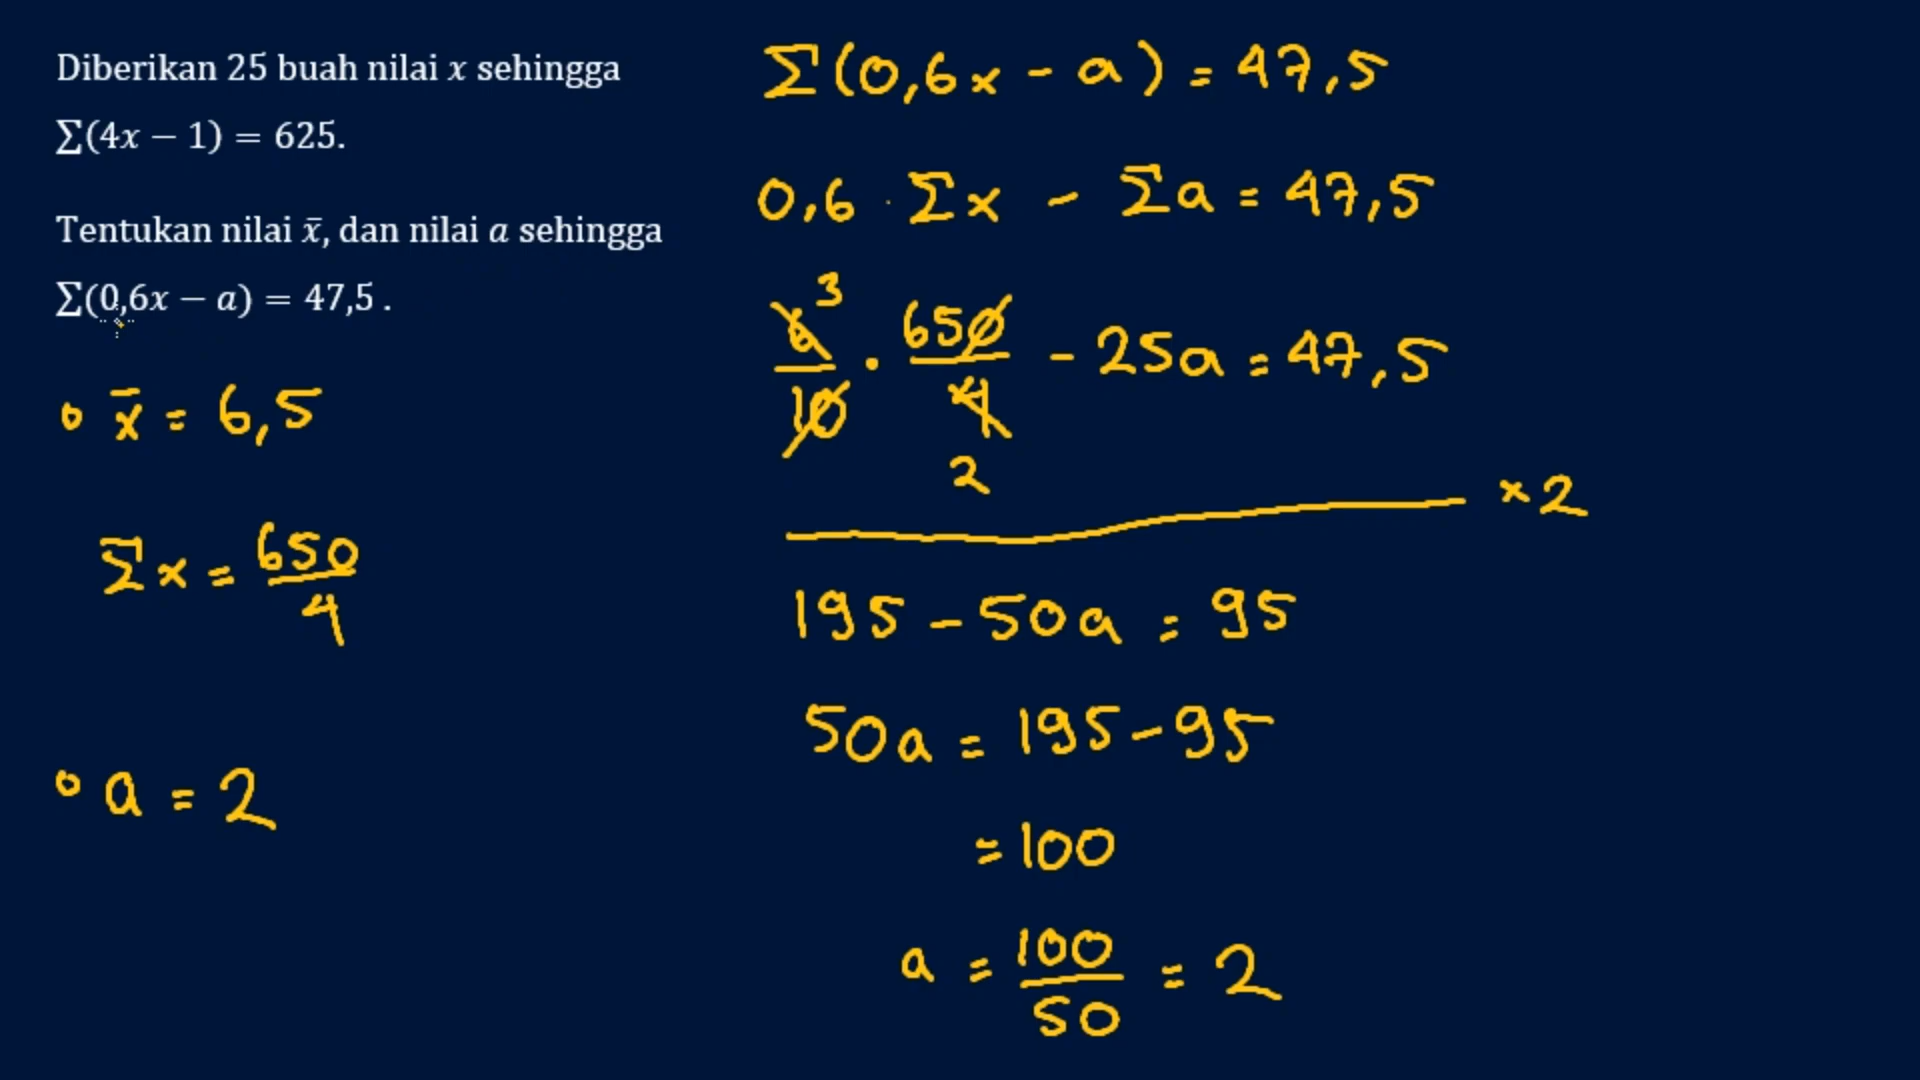 Diberikan 25 buah nilai x sehingga
∑(4x − 1) = 625.
Tentukan nilai x̄, dan nilai a sehingga
∑(0,6x − a) = 47,5 .
x̄ = 6,5
∑x = 650/4
a = 2
∑(0,6x - a) = 47,5
0,6 · ∑x - ∑a = 47,5
3
6/10 · 650/4 - 25a = 47,5
2
×2
195 - 50a = 95
50a = 195 - 95
= 100
a = 100/50 = 2